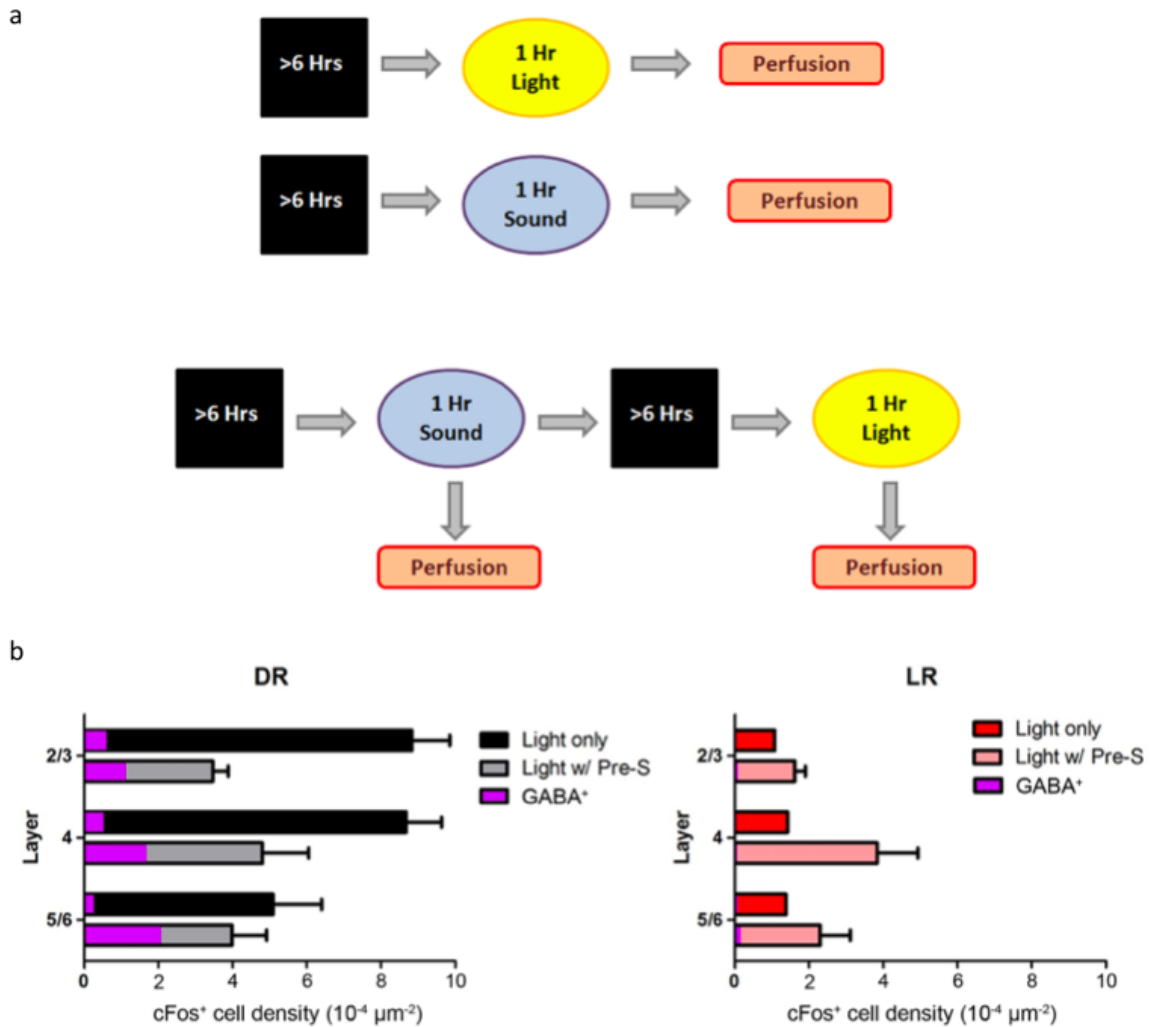 a
>6 Hrs
1 Hr
Light
Perfusion
>6 Hrs
1 Hr
Sound
Perfusion
>6 Hrs
1 Hr
Sound
>6 Hrs
1 Hr
Light
Perfusion
Perfusion
b
DR
Layer
2/3
4
5/6
Light only
Light w/ Pre-S
GABA⁺
0 2 4 6 8 10
cFos⁺ cell density (10⁻⁴ µm⁻²)
LR
Layer
2/3
4
5/6
Light only
Light w/ Pre-S
GABA⁺
0 2 4 6 8 10
cFos⁺ cell density (10⁻⁴ µm⁻²)